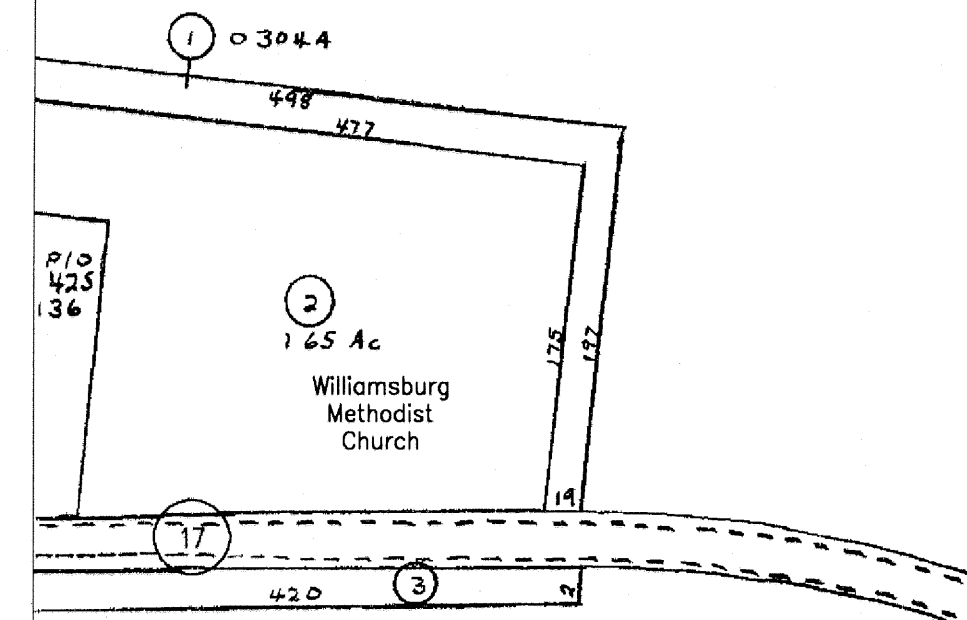 1 0304A
498
477
P/O
425
136
2
1 65 Ac
175
197
Williamsburg
Methodist
Church
19
17
3
420
2